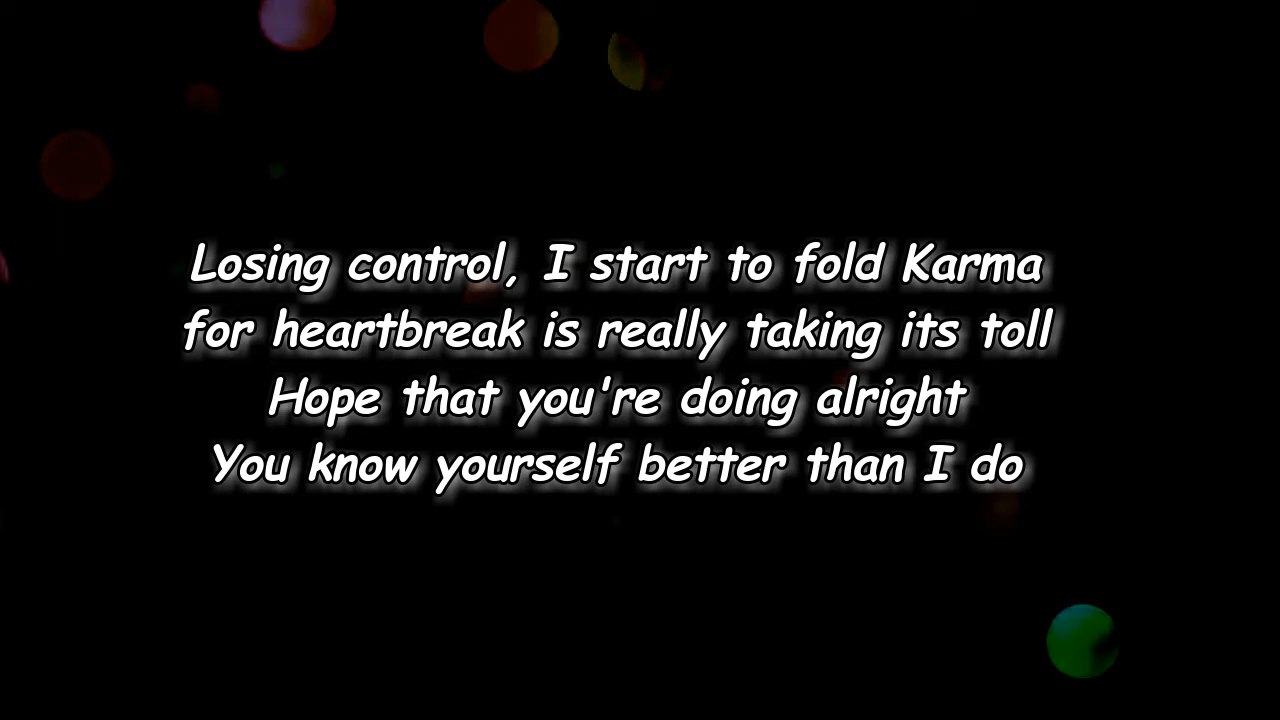 Losing control, I start to fold Karma
for heartbreak is really taking its toll
Hope that you're doing alright
You know yourself better than I do